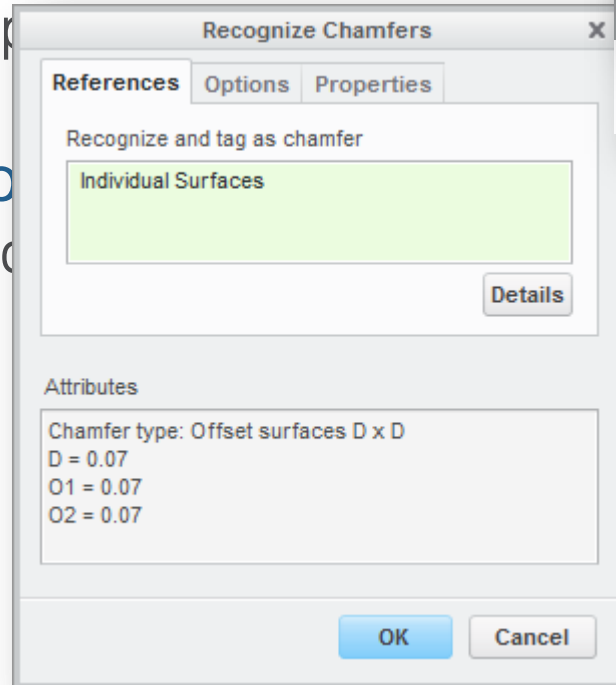 Recognize Chamfers
References Options Properties
Recognize and tag as chamfer
Individual Surfaces
Details
Attributes
Chamfer type: Offset surfaces D x D
D = 0.07
O1 = 0.07
O2 = 0.07
OK Cancel